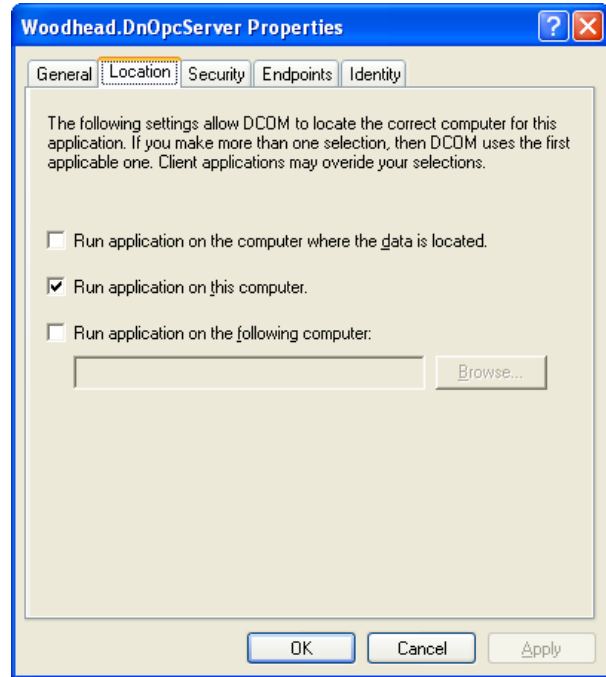 Woodhead.DnOpcServer Properties
General Location Security Endpoints Identity
The following settings allow DCOM to locate the correct computer for this
application. If you make more than one selection, then DCOM uses the first
applicable one. Client applications may overide your selections.
Run application on the computer where the data is located.
Run application on this computer.
Run application on the following computer:
Browse...
OK Cancel Apply